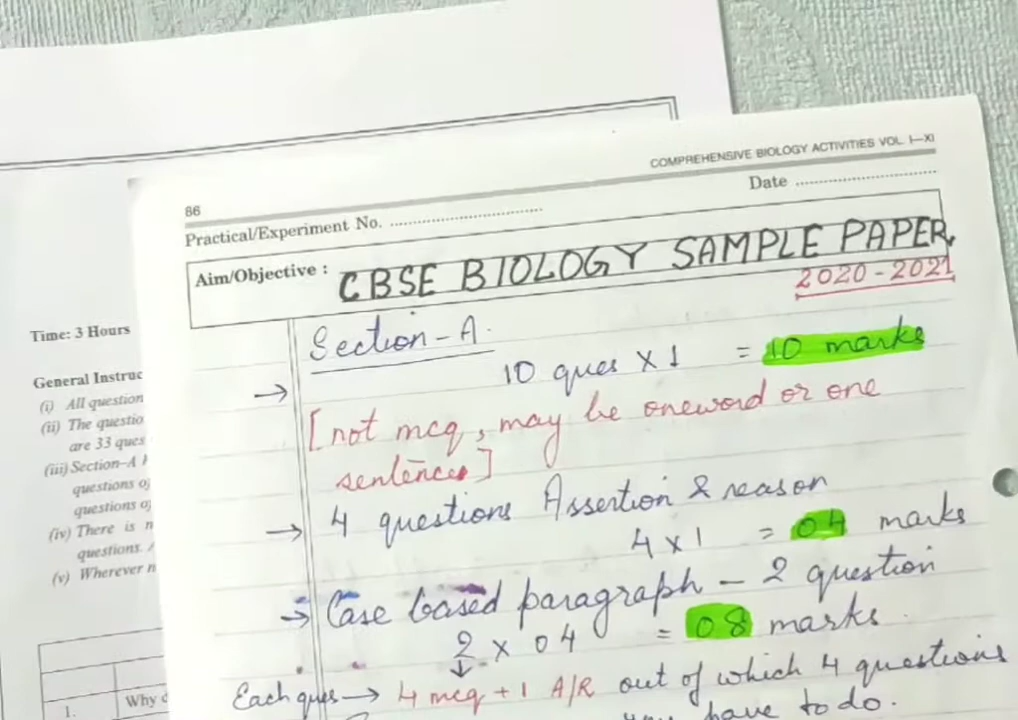 COMPREHENSIVE BIOLOGY ACTIVITIES VOL. I—XI
86
Date
Practical/Experiment No.
Aim/Objective : CBSE BIOLOGY SAMPLE PAPER
2020-2021
Section-A.
→ 10 ques X 1 = 10 marks
[not mcq, may be oneword or one
sentences]
→ 4 questions Assertion & reason
4 x 1 = 04 marks
→ Case based paragraph - 2 question
2 x 04 = 08 marks.
Each ques → 4 mcq + 1 A/R out of which 4 questions
have to do.
Time: 3 Hours
General Instruc
(i) All question
(ii) The questio
are 33 ques
(iii) Section-A
questions o
questions o
(iv) There is n
questions.
(v) Wherever n
1. Why